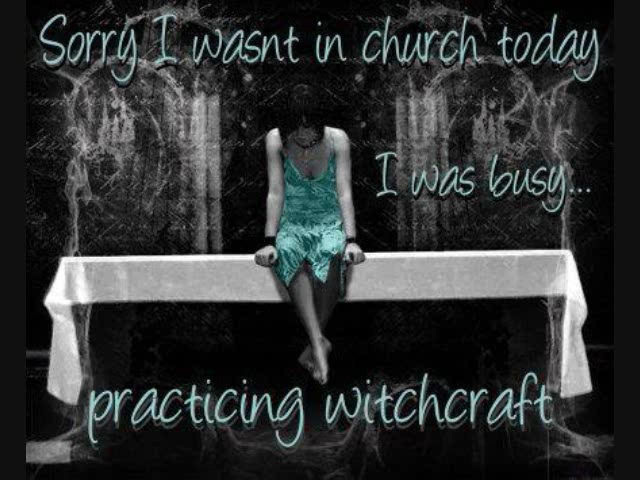 Sorry I wasnt in church today
I was busy...
practicing witchcraft